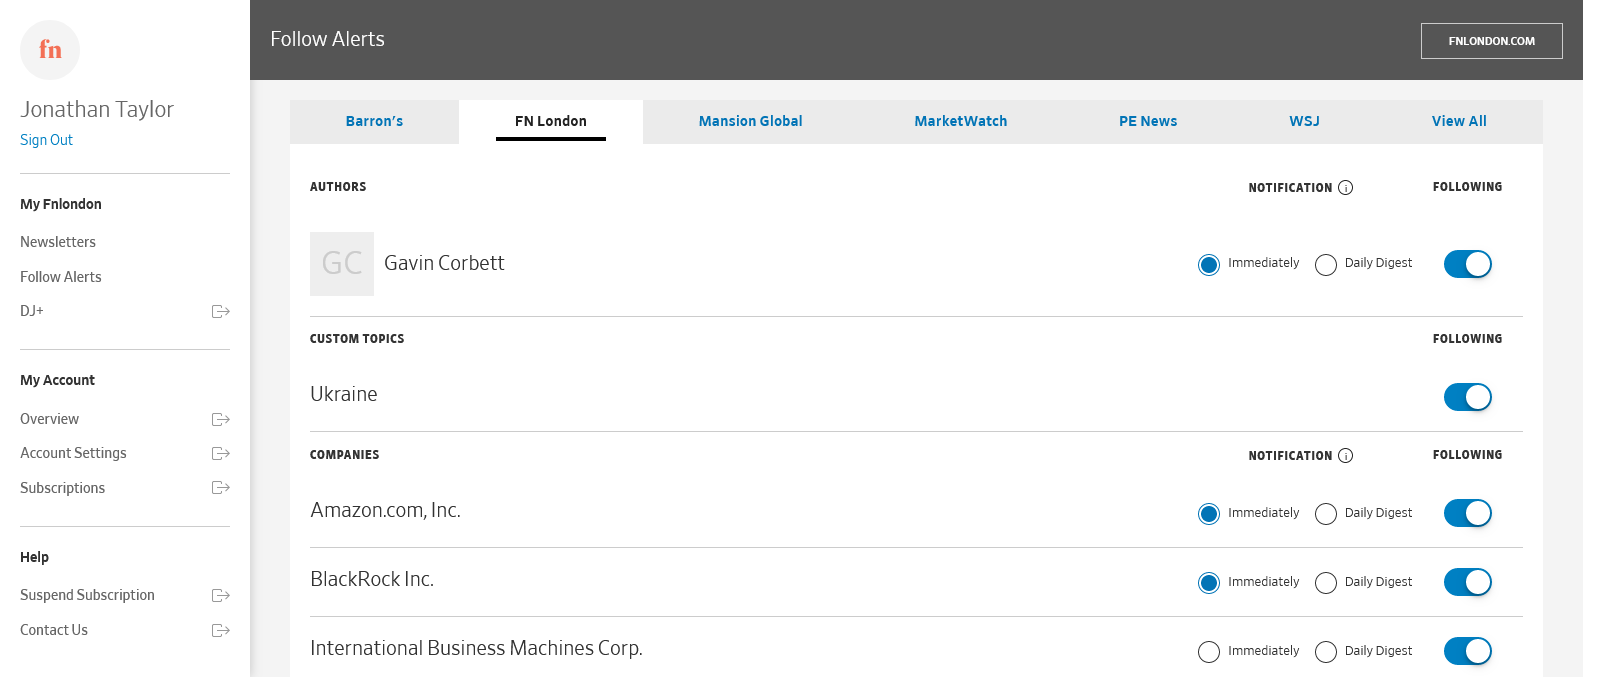 fn
Jonathan Taylor
Sign Out
My Fnlondon
Newsletters
Follow Alerts
DJ+
My Account
Overview
Account Settings
Subscriptions
Help
Suspend Subscription
Contact Us
Follow Alerts
FNLONDON.COM
Barron's FN London Mansion Global MarketWatch PE News WSJ View All
AUTHORS NOTIFICATION i FOLLOWING
GC Gavin Corbett Immediately Daily Digest
CUSTOM TOPICS FOLLOWING
Ukraine
COMPANIES NOTIFICATION i FOLLOWING
Amazon.com, Inc. Immediately Daily Digest
BlackRock Inc. Immediately Daily Digest
International Business Machines Corp. Immediately Daily Digest